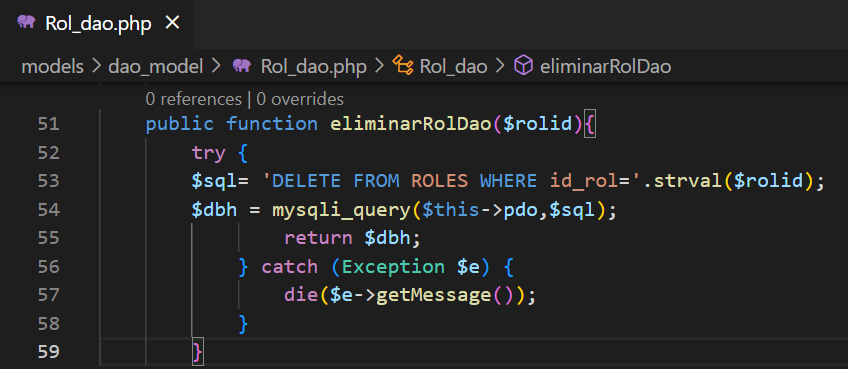 Rol_dao.php ×
models > dao_model > Rol_dao.php > Rol_dao > eliminarRolDao
0 references | 0 overrides
51 public function eliminarRolDao($rolid){
52 try {
53 $sql= 'DELETE FROM ROLES WHERE id_rol='.strval($rolid);
54 $dbh = mysqli_query($this->pdo,$sql);
55 return $dbh;
56 } catch (Exception $e) {
57 die($e->getMessage());
58 }
59 }